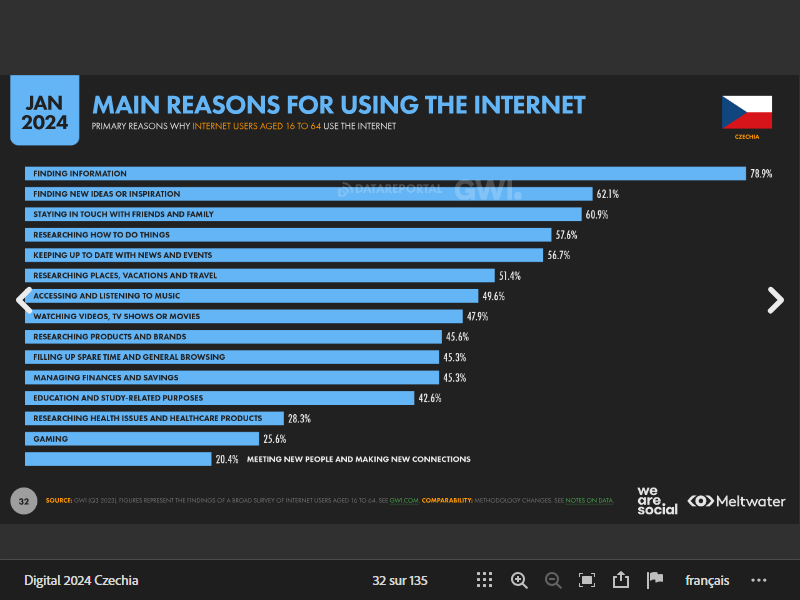 JAN
2024
MAIN REASONS FOR USING THE INTERNET
PRIMARY REASONS WHY INTERNET USERS AGED 16 TO 64 USE THE INTERNET
CZECHIA
FINDING INFORMATION 78.9%
DATAREPORTAL GWI.
FINDING NEW IDEAS OR INSPIRATION 62.1%
STAYING IN TOUCH WITH FRIENDS AND FAMILY 60.9%
RESEARCHING HOW TO DO THINGS 57.6%
KEEPING UP TO DATE WITH NEWS AND EVENTS 56.7%
RESEARCHING PLACES, VACATIONS AND TRAVEL 51.4%
ACCESSING AND LISTENING TO MUSIC 49.6%
WATCHING VIDEOS, TV SHOWS OR MOVIES 47.9%
RESEARCHING PRODUCTS AND BRANDS 45.6%
FILLING UP SPARE TIME AND GENERAL BROWSING 45.3%
MANAGING FINANCES AND SAVINGS 45.3%
EDUCATION AND STUDY-RELATED PURPOSES 42.6%
RESEARCHING HEALTH ISSUES AND HEALTHCARE PRODUCTS 28.3%
GAMING 25.6%
20.4% MEETING NEW PEOPLE AND MAKING NEW CONNECTIONS
32
SOURCE: GWI (Q3 2023). FIGURES REPRESENT THE FINDINGS OF A BROAD SURVEY OF INTERNET USERS AGED 16 TO 64. SEE GWI.COM. COMPARABILITY: METHODOLOGY CHANGES. SEE NOTES ON DATA.
we
are.
social
Meltwater
Digital 2024 Czechia
32 sur 135
français